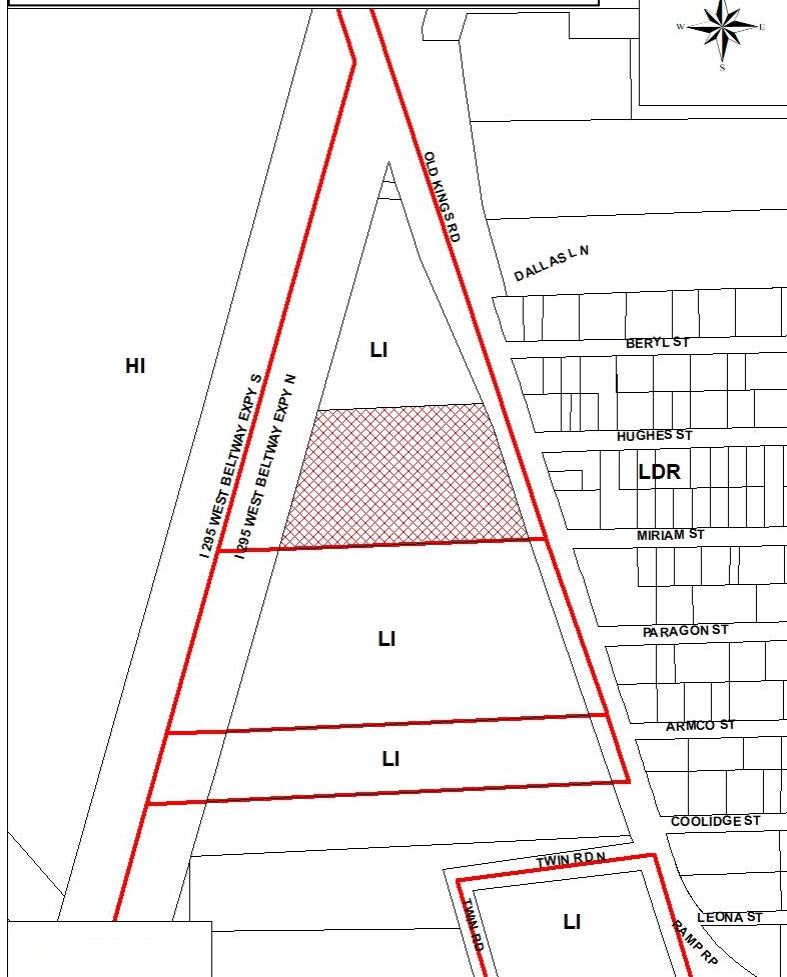 W E
S
OLD KINGS RD
DALLAS LN
BERYL ST
LI
HI
I 295 WEST BELTWAY EXPY S
I 295 WEST BELTWAY EXPY N
HUGHES ST
LDR
MIRIAM ST
PARAGON ST
LI
ARMCO ST
LI
COOLIDGE ST
TWIN RD N
TWIN RD
LI
LEONA ST
RAMP RP